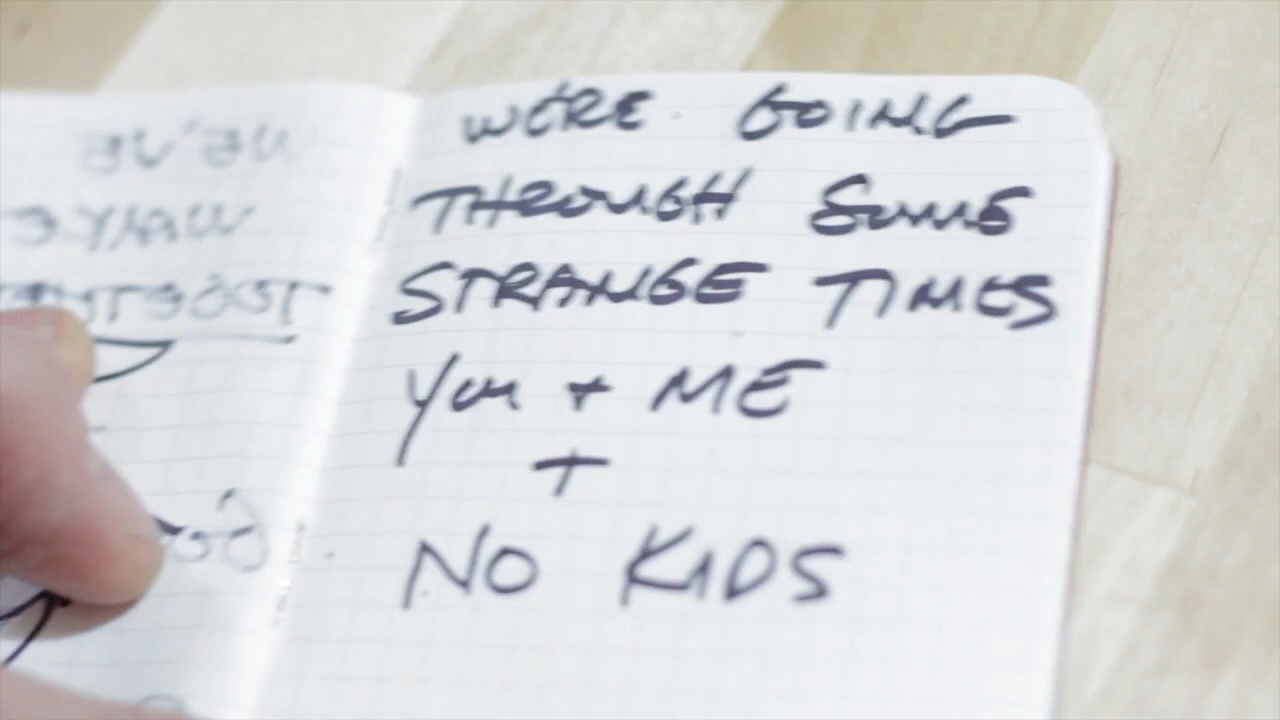 WE'RE GOING
THROUGH SOME
STRANGE TIMES
YOU + ME
+
NO KIDS